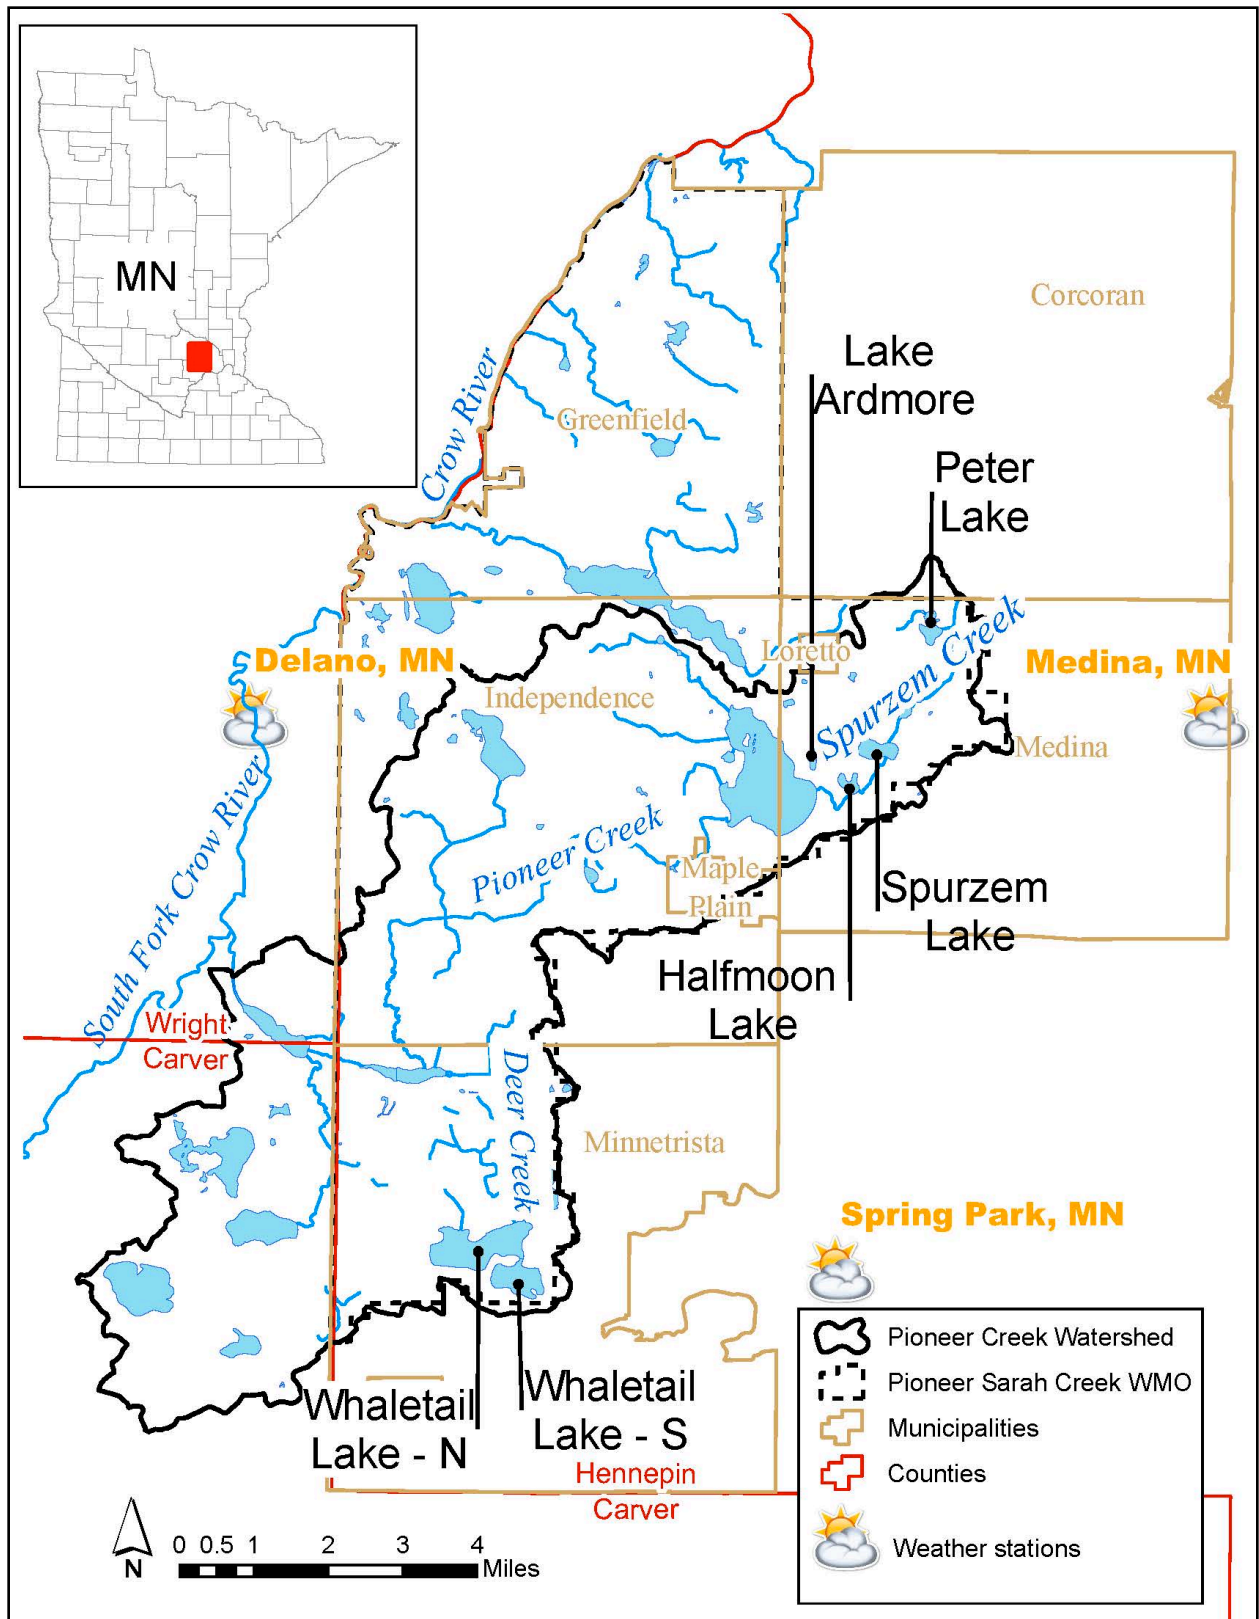 MN
Corcoran
Lake
Ardmore
Crow River
Greenfield
Peter
Lake
Loretto
Spurzem Creek
Delano, MN
Medina, MN
Independence
Medina
South Fork Crow River
Pioneer Creek
Maple
Plain
Spurzem
Lake
Halfmoon
Lake
Wright
Carver
Deer Creek
Minnetrista
Spring Park, MN
Whaletail
Lake - N
Whaletail
Lake - S
Hennepin
Carver
Pioneer Creek Watershed
Pioneer Sarah Creek WMO
Municipalities
Counties
Weather stations
N
0 0.5 1 2 3 4
Miles